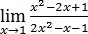 lim x→1 x²−2x+1 / 2x²−x−1